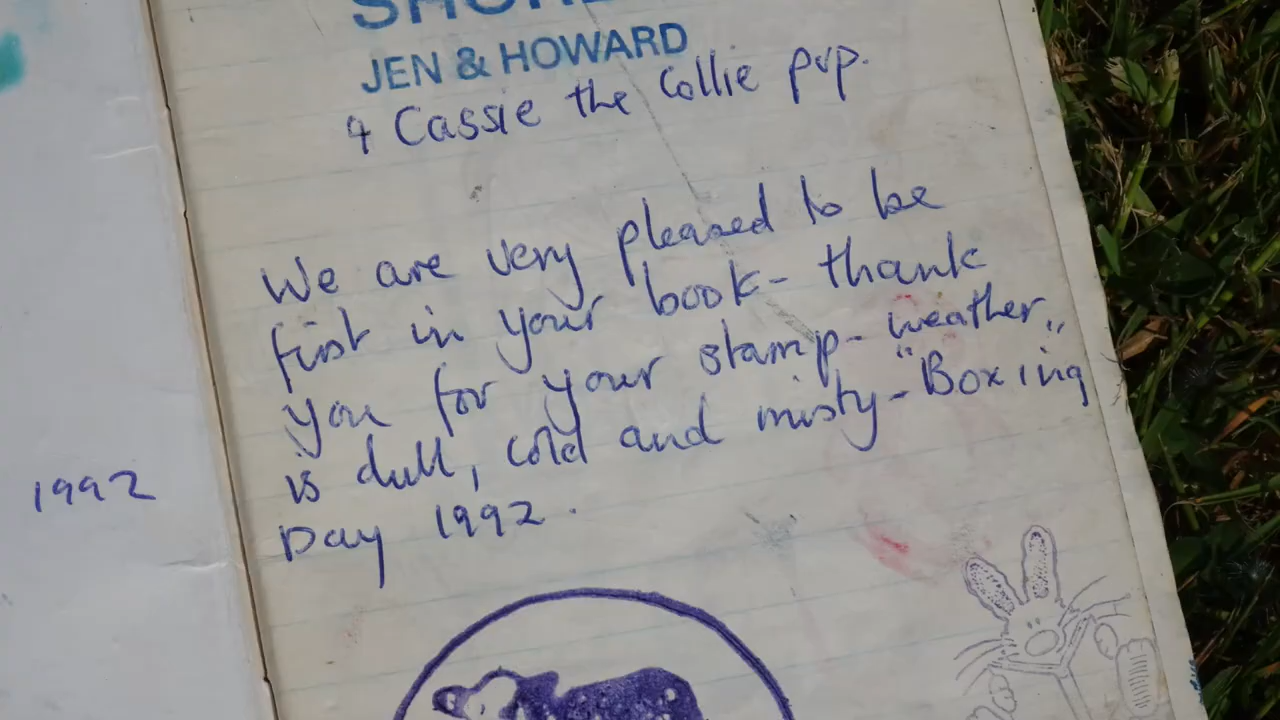 JEN & HOWARD
& Cassie the Collie pup.
We are very pleased to be
first in your book - thank
you for your stamp - weather,,
is dull, cold and misty - "Boxing
Day 1992.
1992